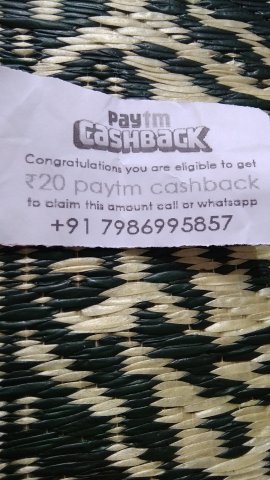 Paytm
CASHBACK
Congratulations you are eligible to get
₹20 paytm cashback
to claim this amount call or whatsapp
+91 7986995857